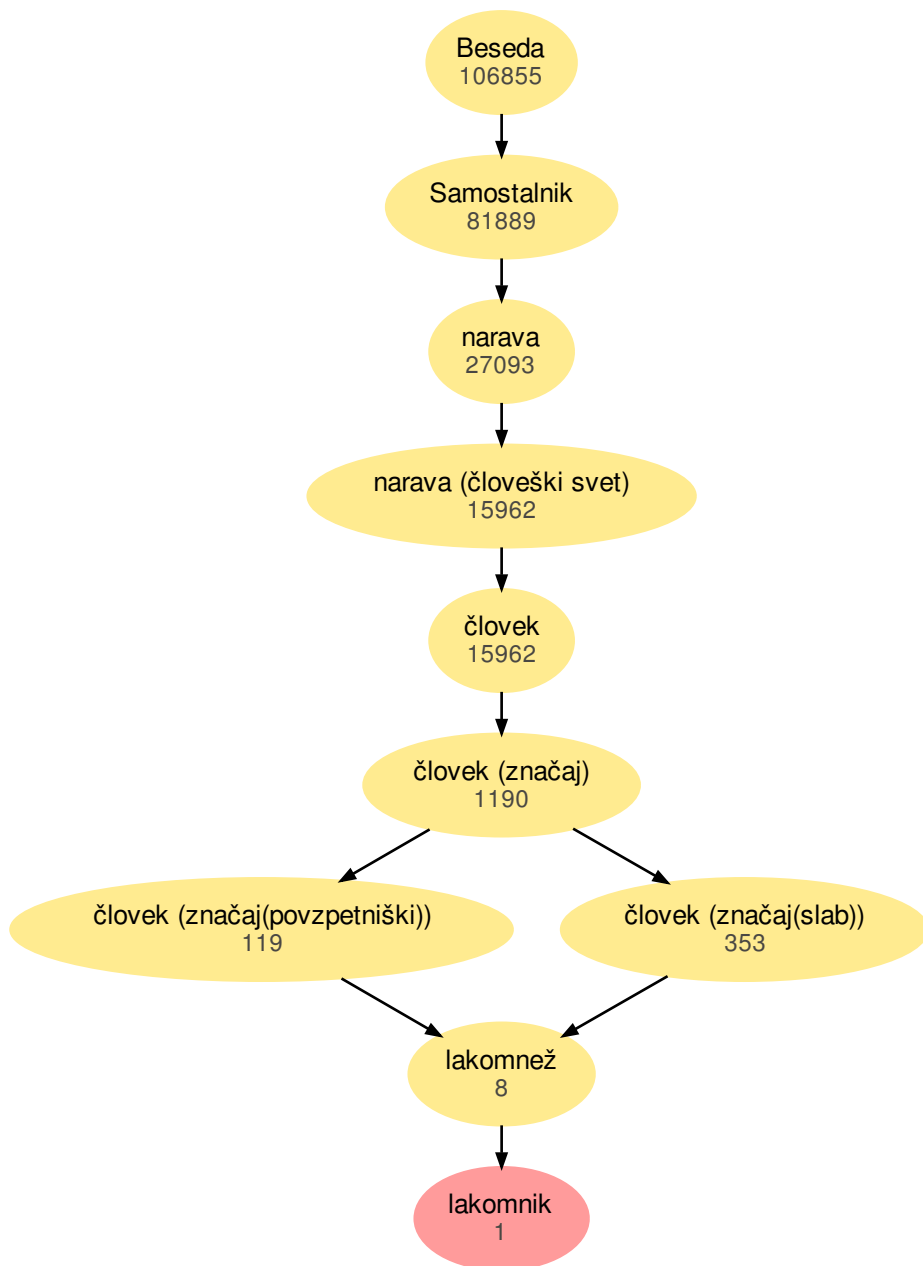 Beseda
106855
Samostalnik
81889
narava
27093
narava (človeški svet)
15962
človek
15962
človek (značaj)
1190
človek (značaj(povzpetniški))
119
človek (značaj(slab))
353
lakomnež
8
lakomnik
1